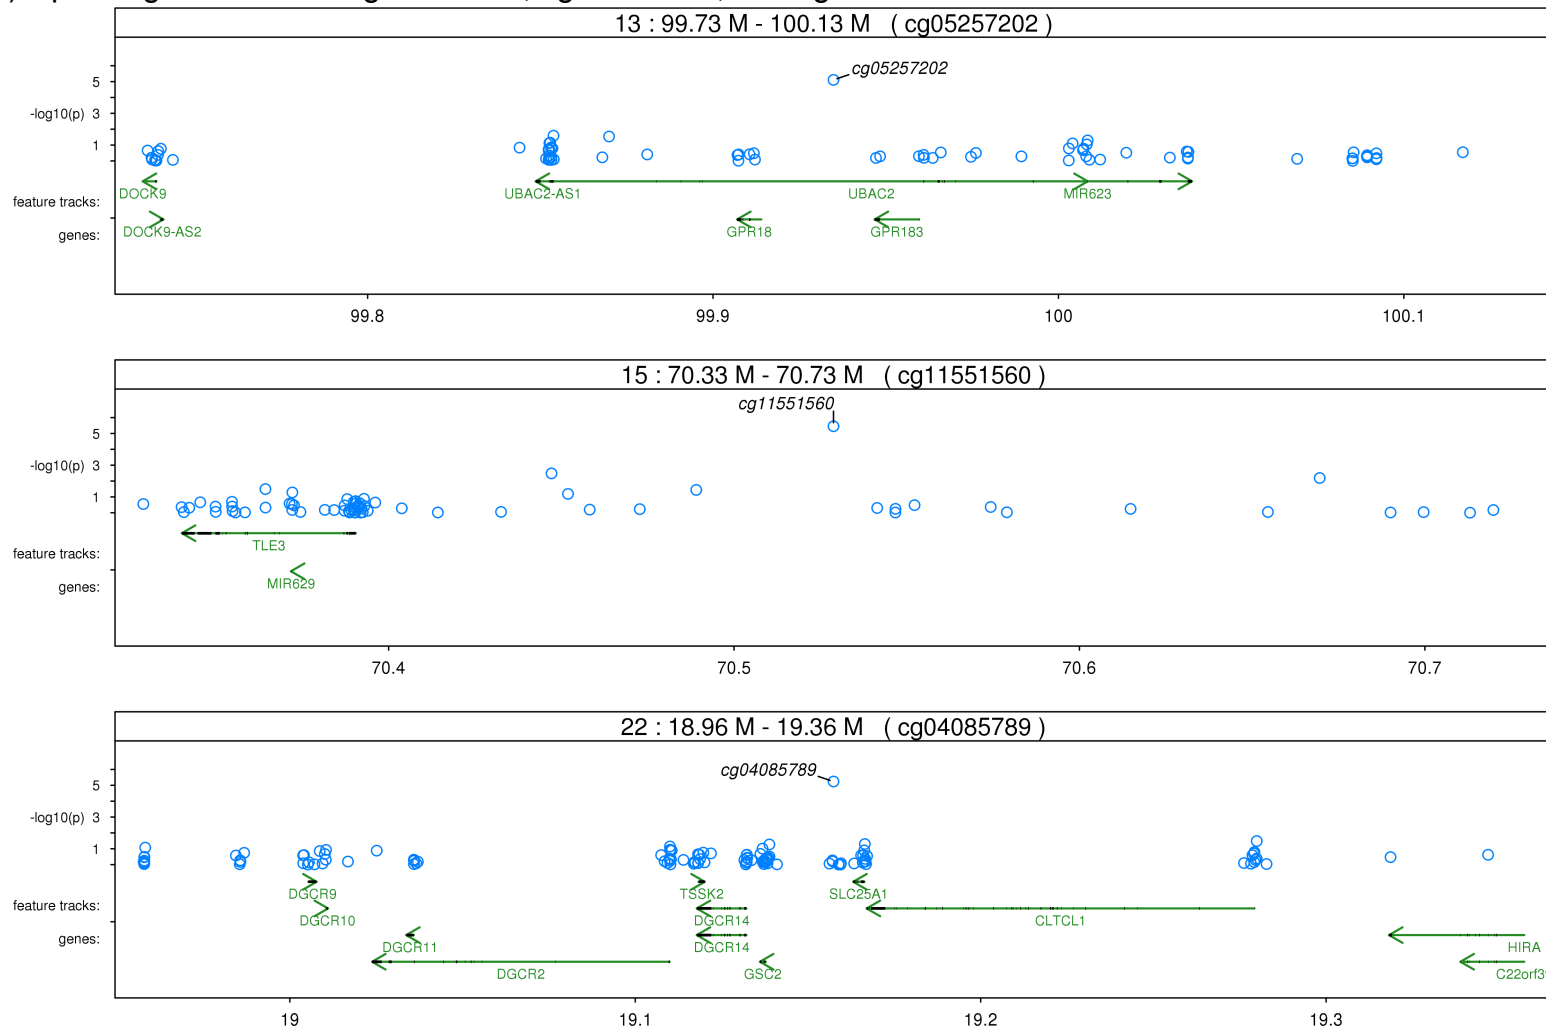 13 : 99.73 M - 100.13 M ( cg05257202 )
cg05257202
5
-log10(p) 3
1
DOCK9 UBAC2-AS1 UBAC2 MIR623
feature tracks:
DOCK9-AS2 GPR18 GPR183
genes:
99.8 99.9 100 100.1
15 : 70.33 M - 70.73 M ( cg11551560 )
cg11551560
5
-log10(p) 3
1
TLE3
feature tracks:
MIR629
genes:
70.4 70.5 70.6 70.7
22 : 18.96 M - 19.36 M ( cg04085789 )
cg04085789
5
-log10(p) 3
1
DGCR9 TSSK2 SLC25A1
feature tracks:
DGCR10 DGCR14 CLTCL1
genes:
DGCR11 DGCR14 HIRA
DGCR2 GSC2 C22orf3
19 19.1 19.2 19.3